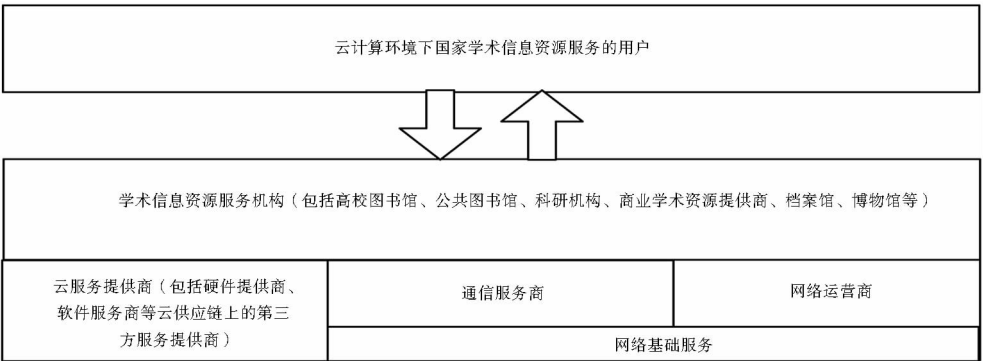 云计算环境下国家学术信息资源服务的用户
学术信息资源服务机构（包括高校图书馆、公共图书馆、科研机构、商业学术资源提供商、档案馆、博物馆等）
云服务提供商（包括硬件提供商、
软件服务商等云供应链上的第三
方服务提供商）
通信服务商
网络运营商
网络基础服务